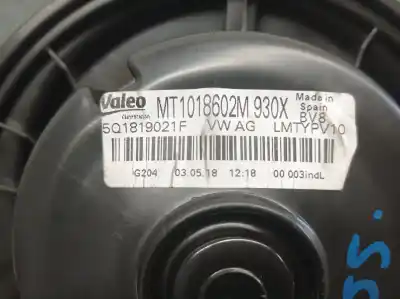 Valeo MT1018602M 930X Made in
Spain
5Q1819021F VW AG LMTYPV10 BV8
G204 03.05.18 12:18 00 003indL
SS.